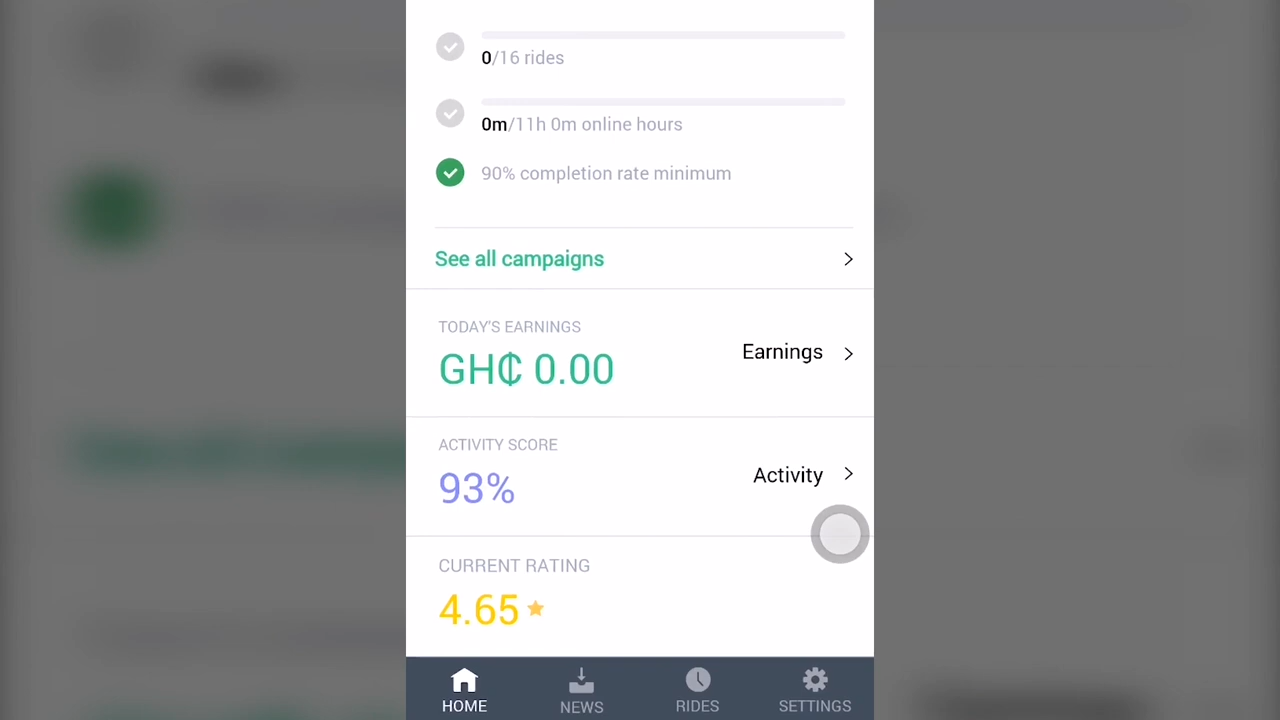 0/16 rides
0m/11h 0m online hours
90% completion rate minimum
See all campaigns
TODAY'S EARNINGS
GH₵ 0.00
Earnings
ACTIVITY SCORE
93%
Activity
CURRENT RATING
4.65
HOME
NEWS
RIDES
SETTINGS